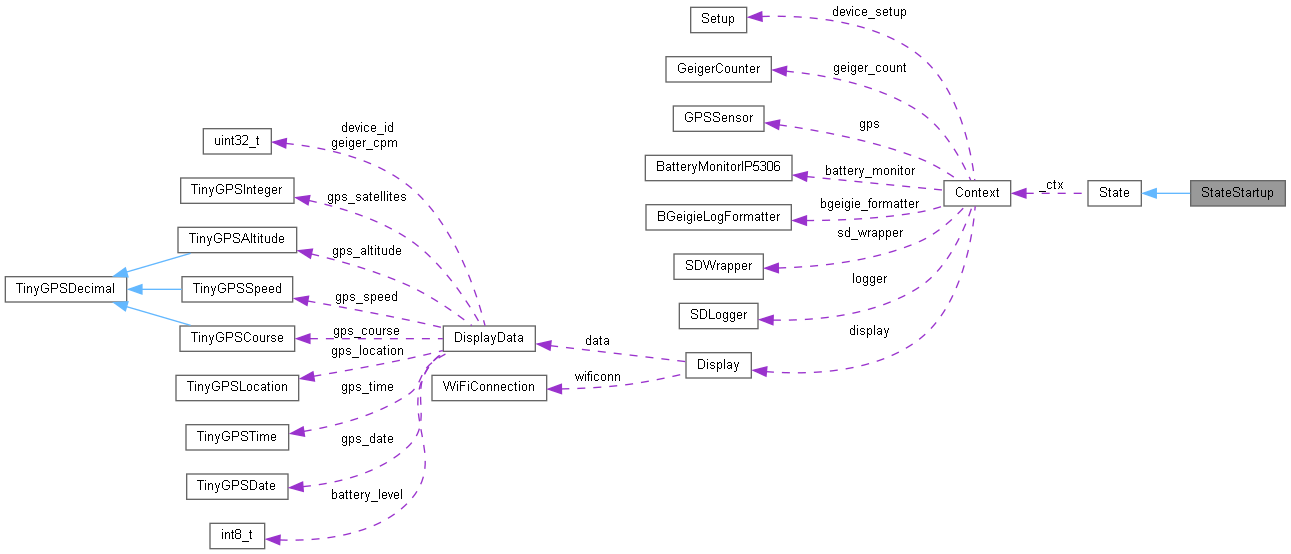 device_setup
Setup
GeigerCounter
geiger_count
GPSSensor
gps
device_id
geiger_cpm
uint32_t
BatteryMonitorIP5306
battery_monitor
TinyGPSInteger
gps_satellites
Context
_ctx
State
StateStartup
BGeigieLogFormatter
bgeigie_formatter
TinyGPSAltitude
gps_altitude
sd_wrapper
SDWrapper
TinyGPSDecimal
TinyGPSSpeed
gps_speed
logger
SDLogger
TinyGPSCourse
gps_course
DisplayData
data
display
gps_location
Display
TinyGPSLocation
gps_time
WiFiConnection
wificonn
TinyGPSTime
gps_date
TinyGPSDate
battery_level
int8_t